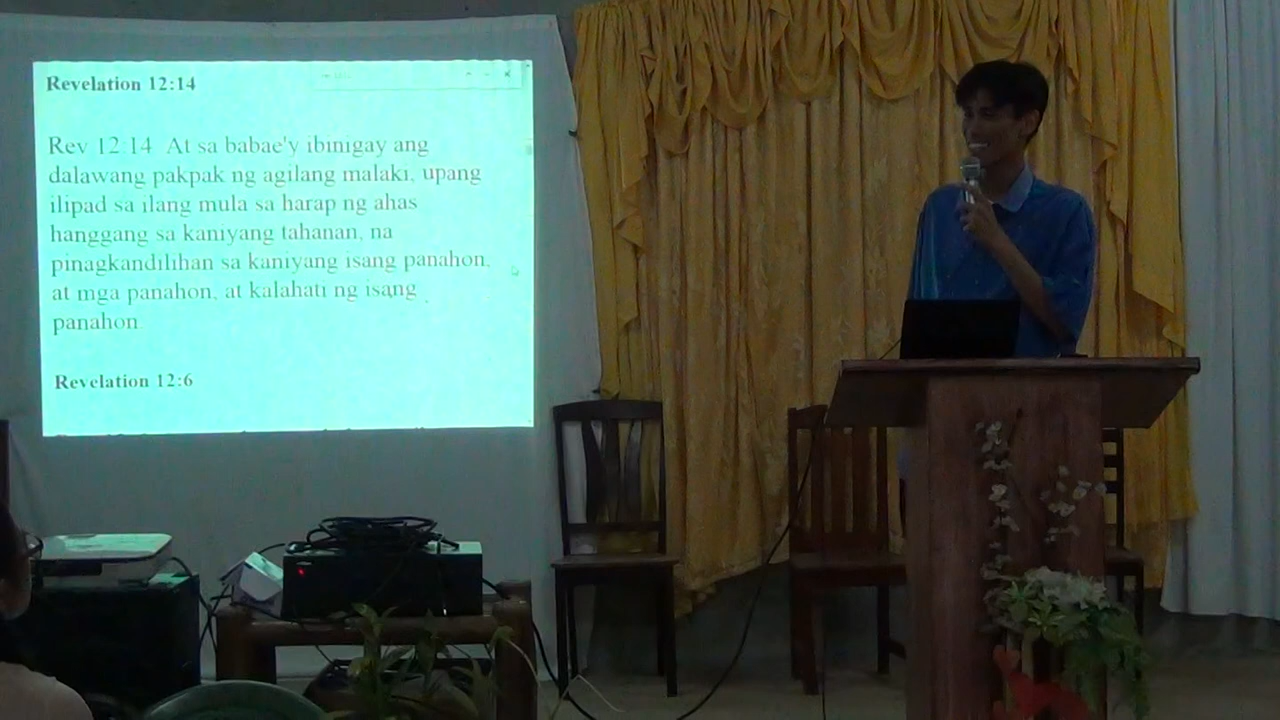 Revelation 12:14
Rev 12:14 At sa babae'y ibinigay ang
dalawang pakpak ng agilang malaki, upang
ilipad sa ilang mula sa harap ng ahas
hanggang sa kaniyang tahanan, na
pinagkandilihan sa kaniyang isang panahon,
at mga panahon, at kalahati ng isang
panahon.
Revelation 12:6